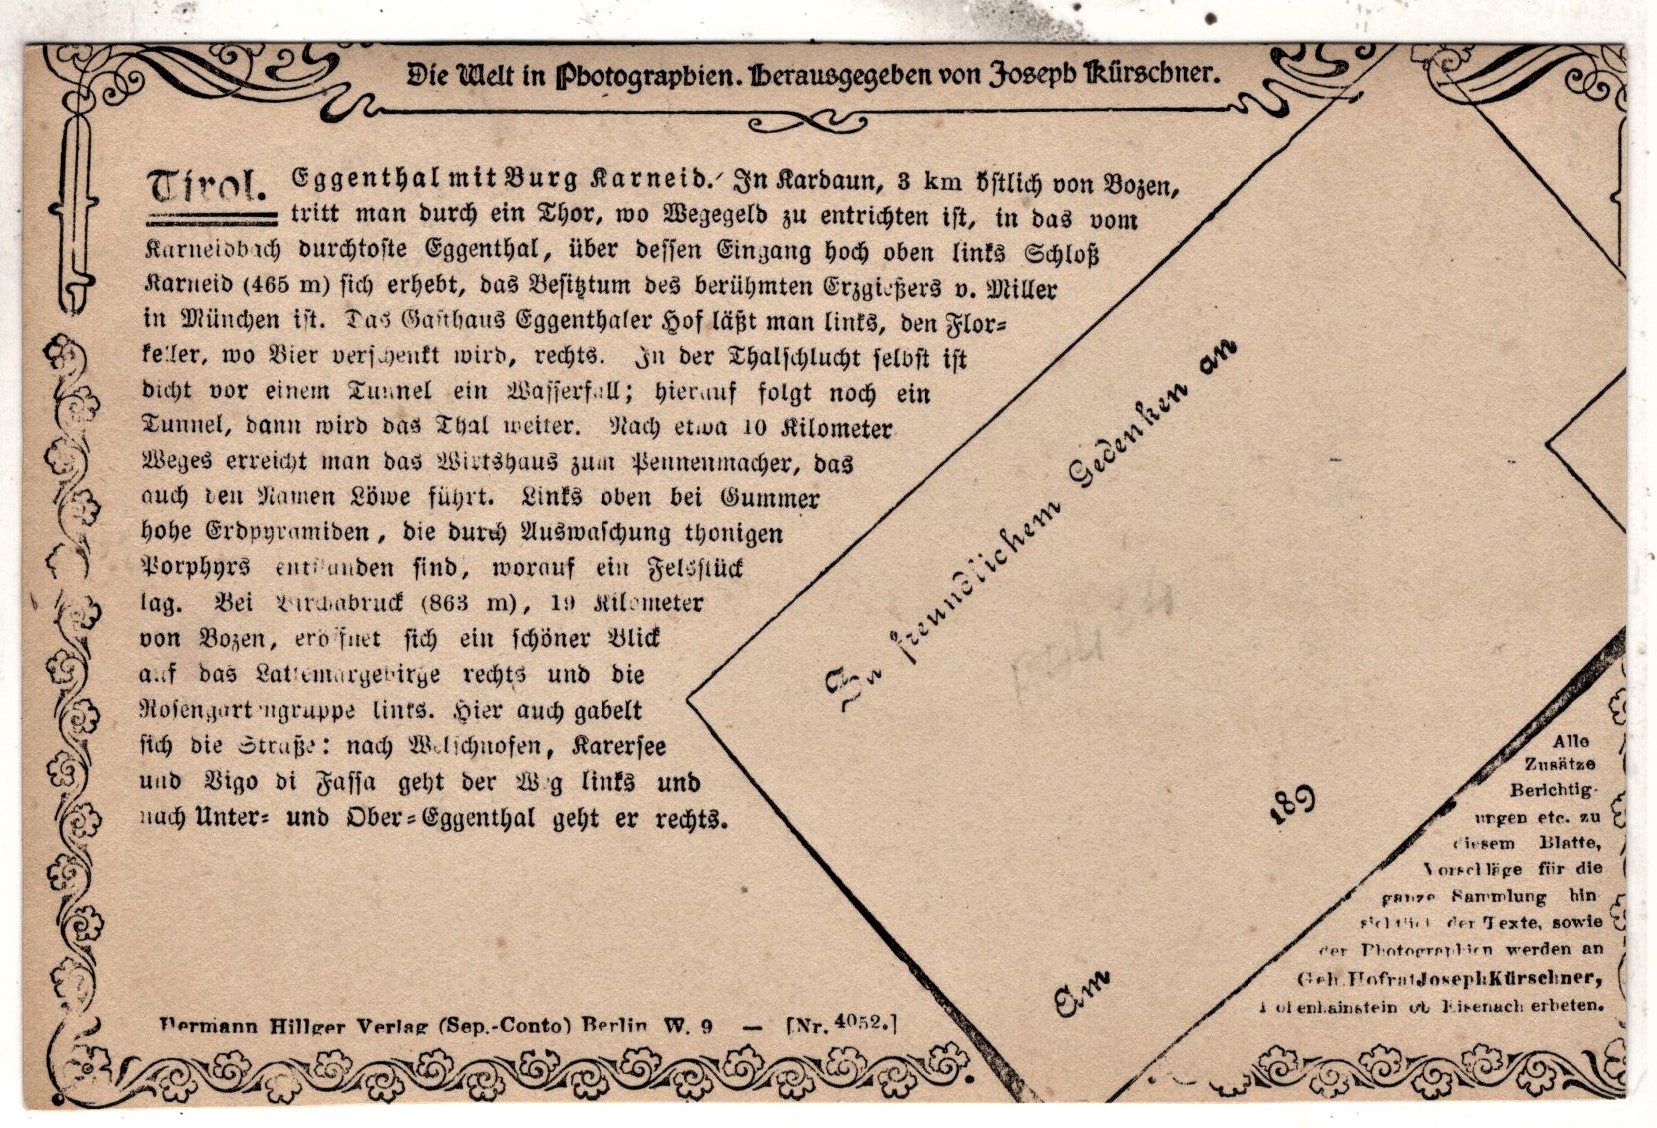 Die Welt in Photographien. Herausgegeben von Joseph Kürschner.
Tirol. Eggenthal mit Burg Karneid. In Kardaun, 3 km östlich von Bozen,
tritt man durch ein Thor, wo Wegegeld zu entrichten ist, in das vom
Karneidbach durchtoste Eggenthal, über dessen Eingang hoch oben links Schloß
Karneid (465 m) sich erhebt, das Besitztum des berühmten Erzgießers v. Miller
in München ist. Das Gasthaus Eggenthaler Hof läßt man links, den Flor-
keller, wo Bier verschenkt wird, rechts. In der Thalschlucht selbst ist
dicht vor einem Tunnel ein Wasserfall; hierauf folgt noch ein
Tunnel, dann wird das Thal weiter. Nach etwa 10 Kilometer
Weges erreicht man das Wirtshaus zum Pennenmacher, das
auch den Namen Löwe führt. Links oben bei Gummer
hohe Erdpyramiden, die durch Auswaschung thonigen
Porphyrs entstanden sind, worauf ein Felsstück
lag. Bei Birchabruck (863 m), 19 Kilometer
von Bozen, eröffnet sich ein schöner Blick
auf das Lattemargebirge rechts und die
Rosengartengruppe links. Hier auch gabelt
sich die Straße: nach Welschnofen, Karersee
und Vigo di Fassa geht der Weg links und
nach Unter- und Ober-Eggenthal geht er rechts.
Hermann Hillger Verlag (Sep.-Conto) Berlin W. 9 — [Nr. 4052.]
In freundlichem Gedenken an
189
Am
Alle
Zusätze
Berichtig-
ungen etc. zu
diesem Blatte,
Vorschläge für die
ganze Sammlung hin
sichtlich der Texte, sowie
der Photographien werden an
Geh. Hofrat Joseph Kürschner,
Hohenhainstein ob Eisenach erbeten.